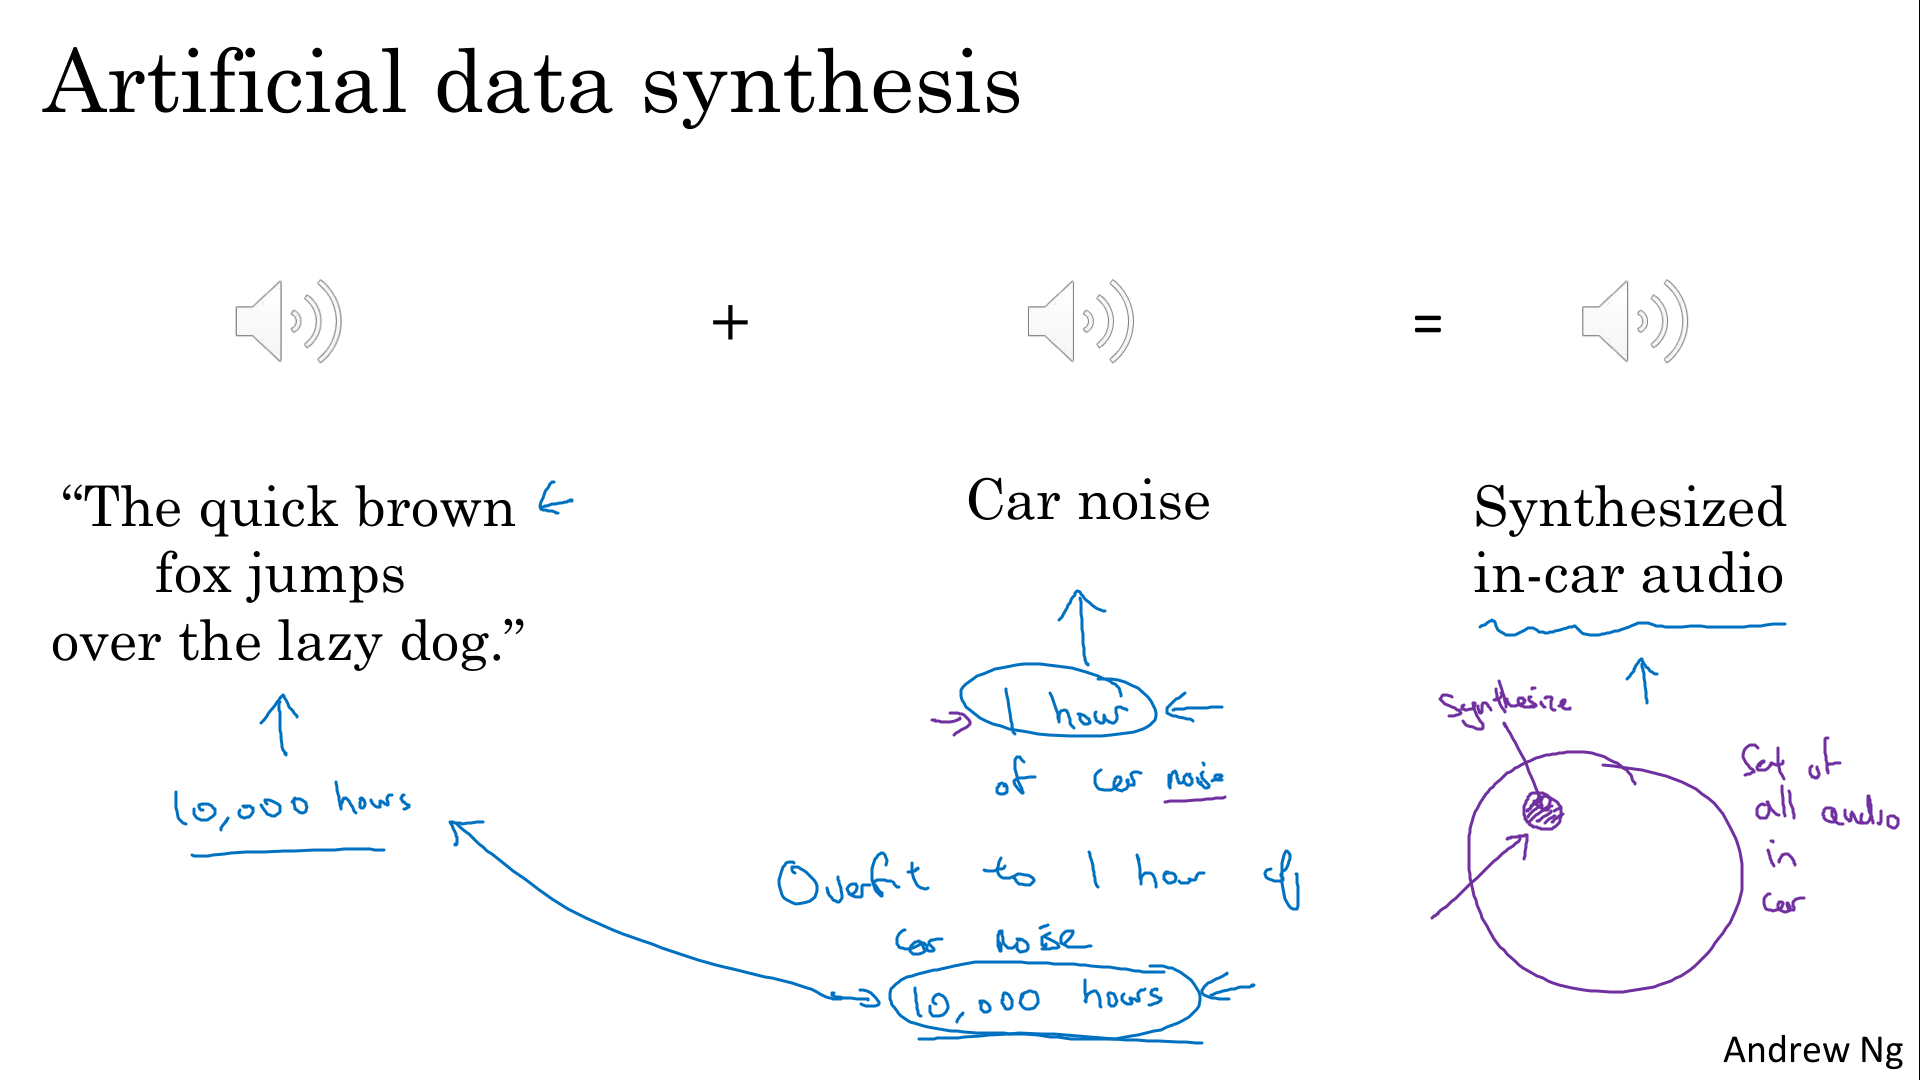 Artificial data synthesis
+
=
“The quick brown
fox jumps
over the lazy dog.”
10,000 hours
Car noise
1 hour
of car noise
Overfit to 1 hour of
car noise
10,000 hours
Synthesized
in-car audio
Synthesize
Set of
all audio
in
car
Andrew Ng